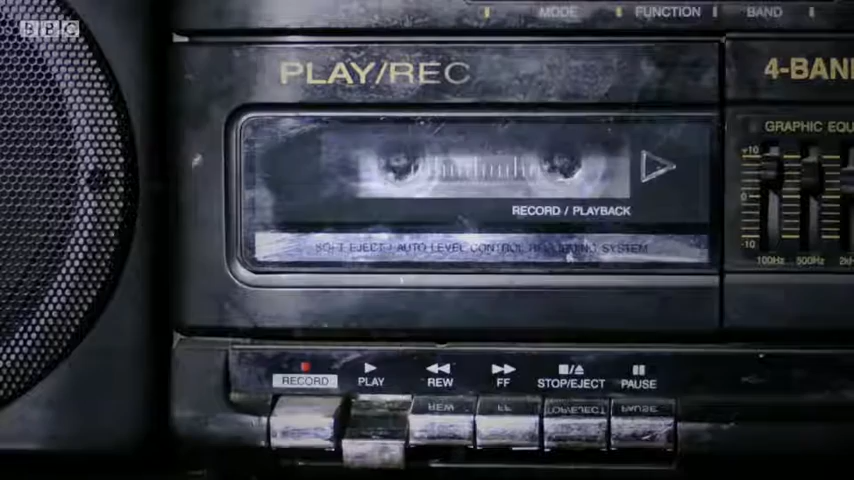 BBC
MODE
FUNCTION
BAND
PLAY/REC
4-BAN
GRAPHIC EQU
+10
0
-10
100Hz 300Hz
RECORD / PLAYBACK
SOFT EJECT / AUTO LEVEL CONTROL RECORDING SYSTEM
RECORD PLAY REW FF STOP/EJECT PAUSE